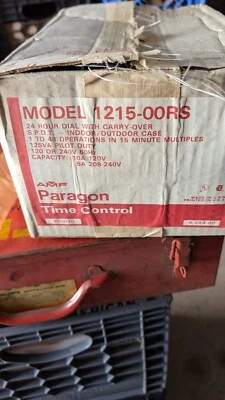 MODEL 1215-00RS
24 HOUR DIAL WITH CARRY-OVER
S.P.D.T. - INDOOR/OUTDOOR CASE
1 TO 48 OPERATIONS IN 15 MINUTE MULTIPLES
125VA PILOT DUTY
120 OR 240V 60HZ
CAPACITY: 10A 120V
5A 208-240V
AMF
Paragon
Time Control
AMERICAN